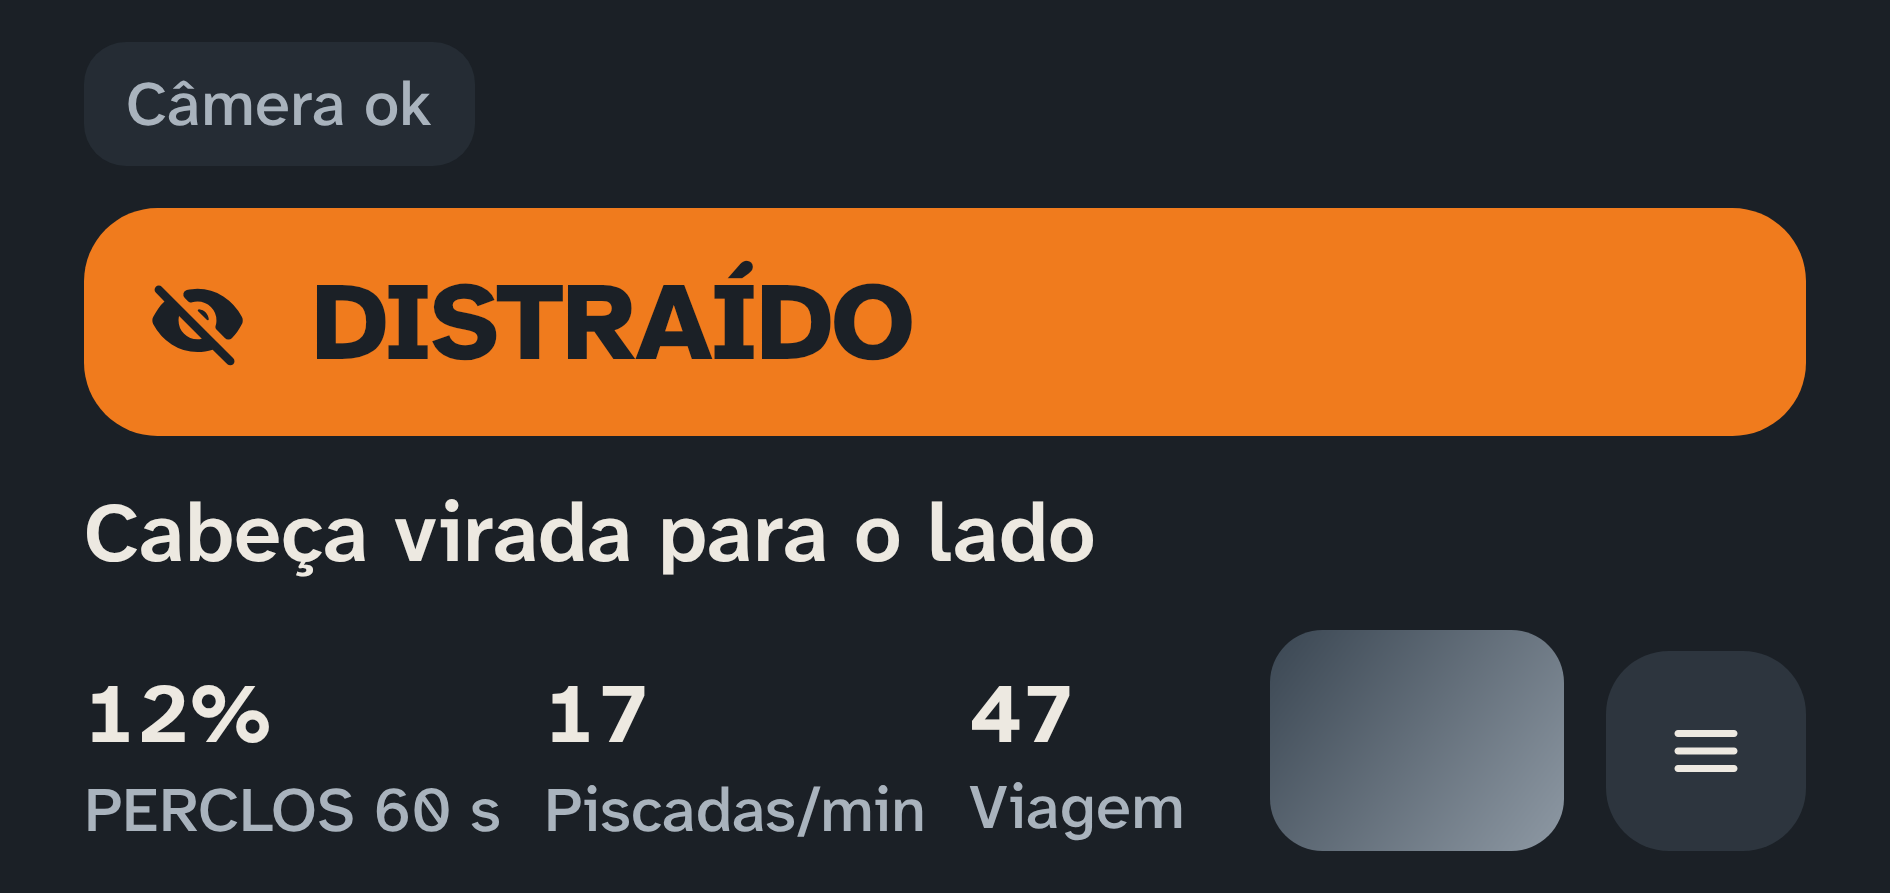 Câmera ok
DISTRAÍDO
Cabeça virada para o lado
12% 17 47
PERCLOS 60 s Piscadas/min Viagem